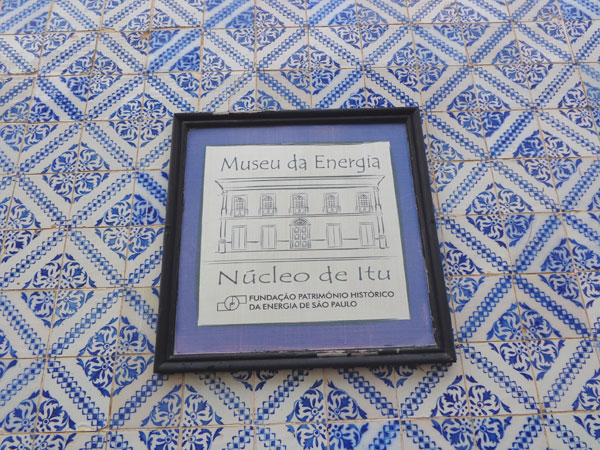 Museu da Energia
Núcleo de Itu
FUNDAÇÃO PATRIMÔNIO HISTÓRICO
DA ENERGIA DE SÃO PAULO